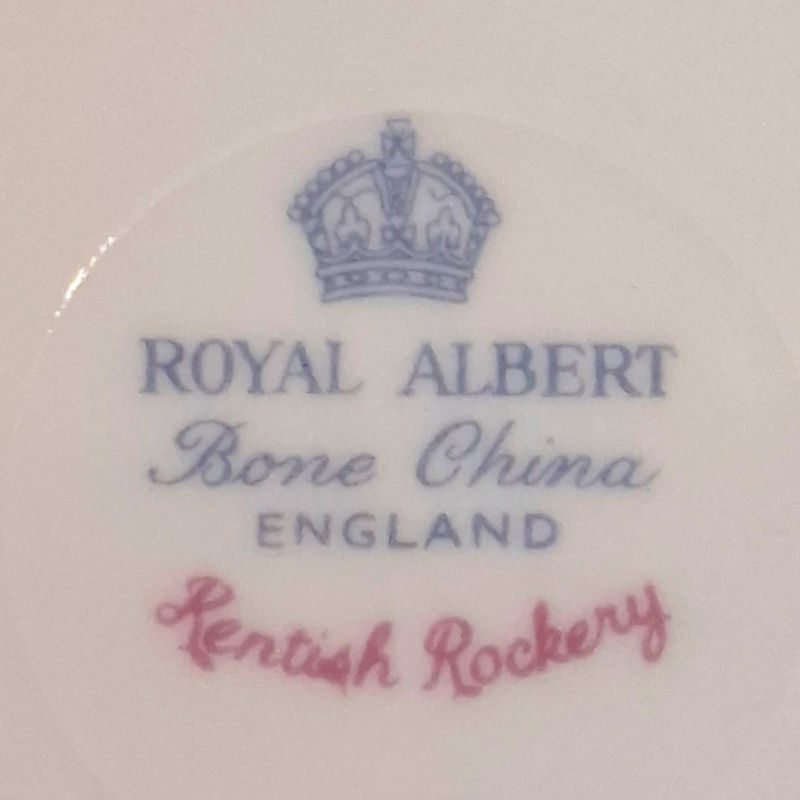 ROYAL ALBERT
Bone China
ENGLAND
Kentish Rockery